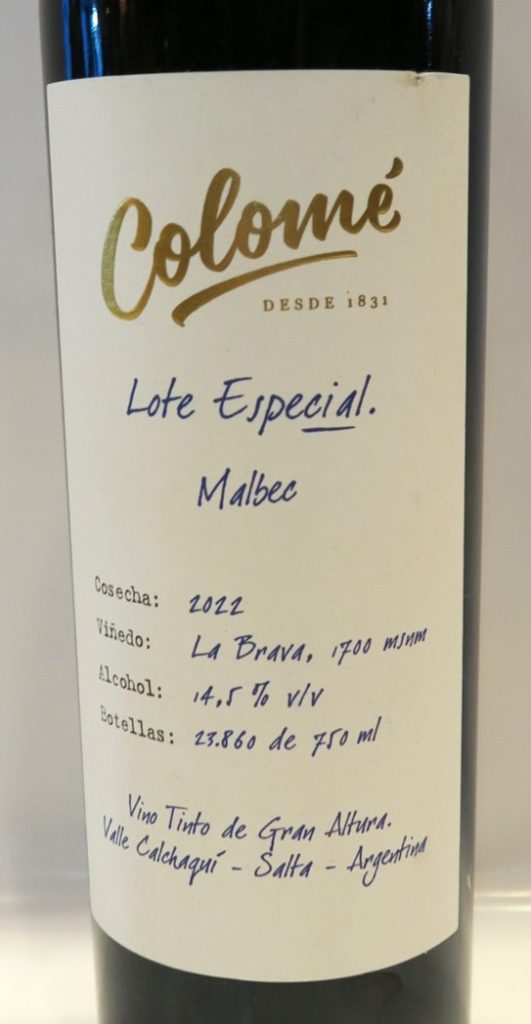 Colomé
DESDE 1831
Lote Especial.
Malbec
Cosecha: 2022
Viñedo: La Brava, 1700 msnm
Alcohol: 14,5 % v/v
Botellas: 23.860 de 750 ml
Vino Tinto de Gran Altura.
Valle Calchaquí - Salta - Argentina